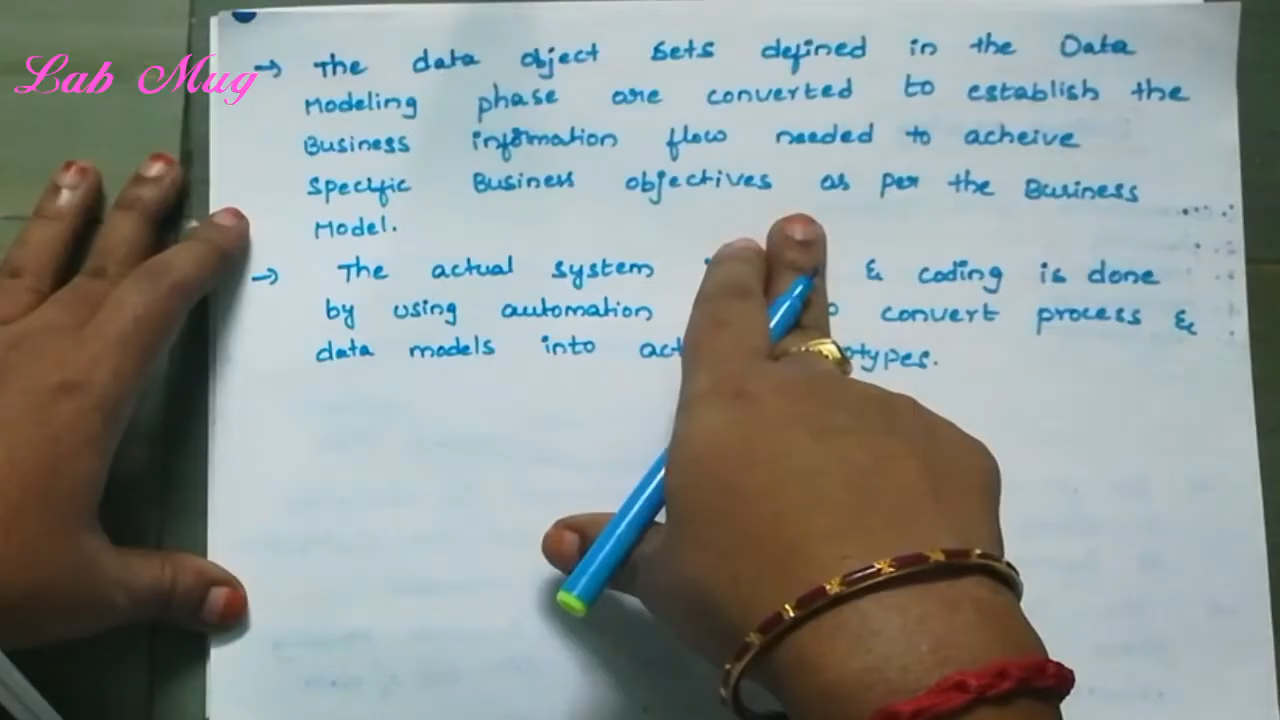 Lab Mug
→ The data object sets defined in the Data
Modeling phase are converted to establish the
Business information flow needed to acheive
Specific Business objectives as per the Business
Model.
→ The actual system & coding is done
by using automation convert process &
data models into